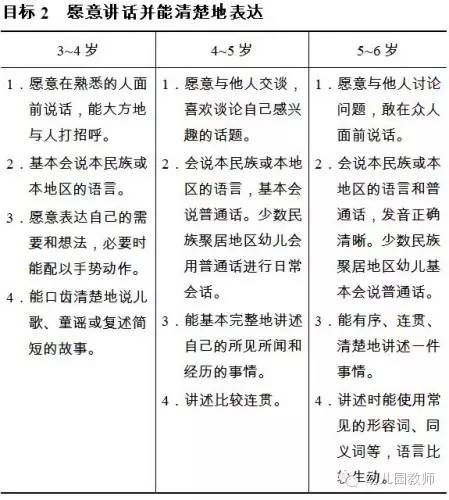 目标 2　愿意讲话并能清楚地表达
3~4 岁
1．愿意在熟悉的人面
前说话，能大方地
与人打招呼。
2．基本会说本民族或
本地区的语言。
3．愿意表达自己的需
要和想法，必要时
能配以手势动作。
4．能口齿清楚地说儿
歌、童谣或复述简
短的故事。
4~5 岁
1．愿意与他人交谈，
喜欢谈论自己感兴
趣的话题。
2．会说本民族或本地
区的语言，基本会
说普通话。少数民
族聚居地区幼儿会
用普通话进行日常
会话。
3．能基本完整地讲述
自己的所见所闻和
经历的事情。
4．讲述比较连贯。
5~6 岁
1．愿意与他人讨论
问题，敢在众人
面前说话。
2．会说本民族或本
地区的语言和普
通话，发音正确
清晰。少数民族
聚居地区幼儿基
本会说普通话。
3．能有序、连贯、
清楚地讲述一件
事情。
4．讲述时能使用
常见的形容词、同
义词等，语言比
较生动。
幼儿园教师